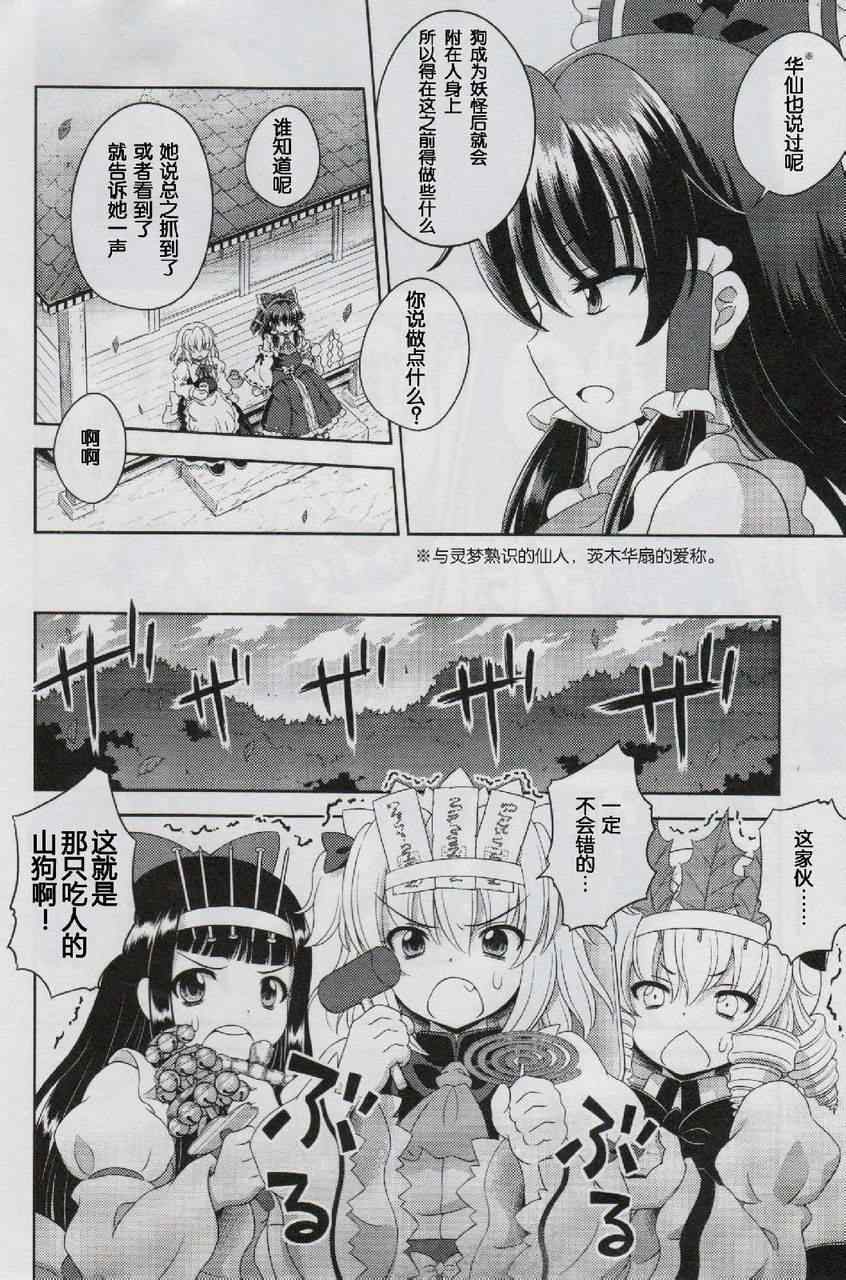 ※
华仙也说过呢
狗成为妖怪后就会
附在人身上
所以得在这之前得做些什么
你说做点什么？
谁知道呢
她说总之抓到了
或者看到了
就告诉她一声
啊啊
※与灵梦熟识的仙人，茨木华扇的爱称。
ザザザザザ
这家伙…
一定
不会错的…
这就是
那只吃人的
山狗啊！
ぶる
ぶる